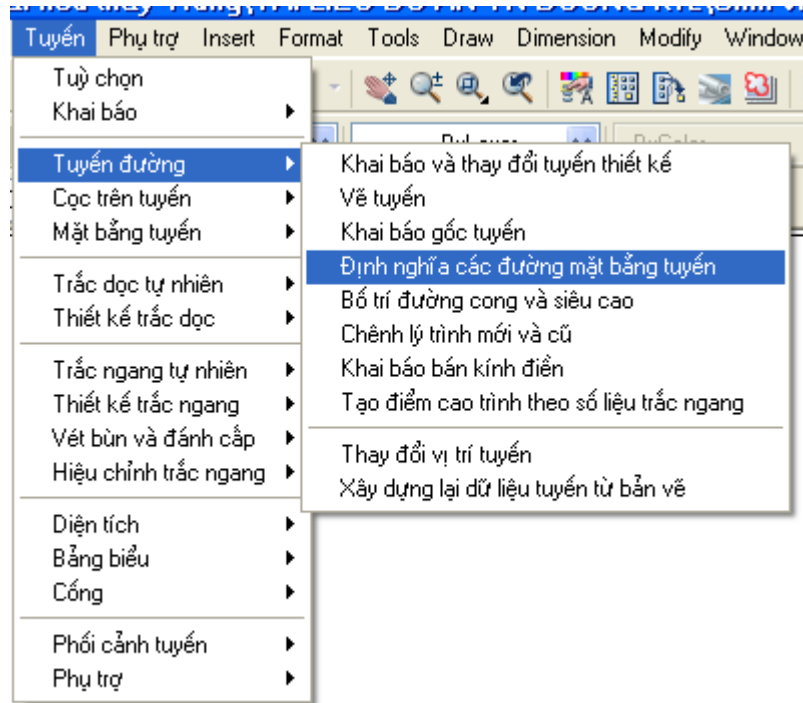 Tuyến Phụ trợ Insert Format Tools Draw Dimension Modify Window
Tuỳ chọn
Khai báo
Tuyến đường
Cọc trên tuyến
Mặt bằng tuyến
Trắc dọc tự nhiên
Thiết kế trắc dọc
Trắc ngang tự nhiên
Thiết kế trắc ngang
Vét bùn và đánh cấp
Hiệu chỉnh trắc ngang
Diện tích
Bảng biểu
Cống
Phối cảnh tuyến
Phụ trợ
Khai báo và thay đổi tuyến thiết kế
Vẽ tuyến
Khai báo gốc tuyến
Định nghĩa các đường mặt bằng tuyến
Bố trí đường cong và siêu cao
Chênh lý trình mới và cũ
Khai báo bán kính điền
Tạo điểm cao trình theo số liệu trắc ngang
Thay đổi vị trí tuyến
Xây dựng lại dữ liệu tuyến từ bản vẽ